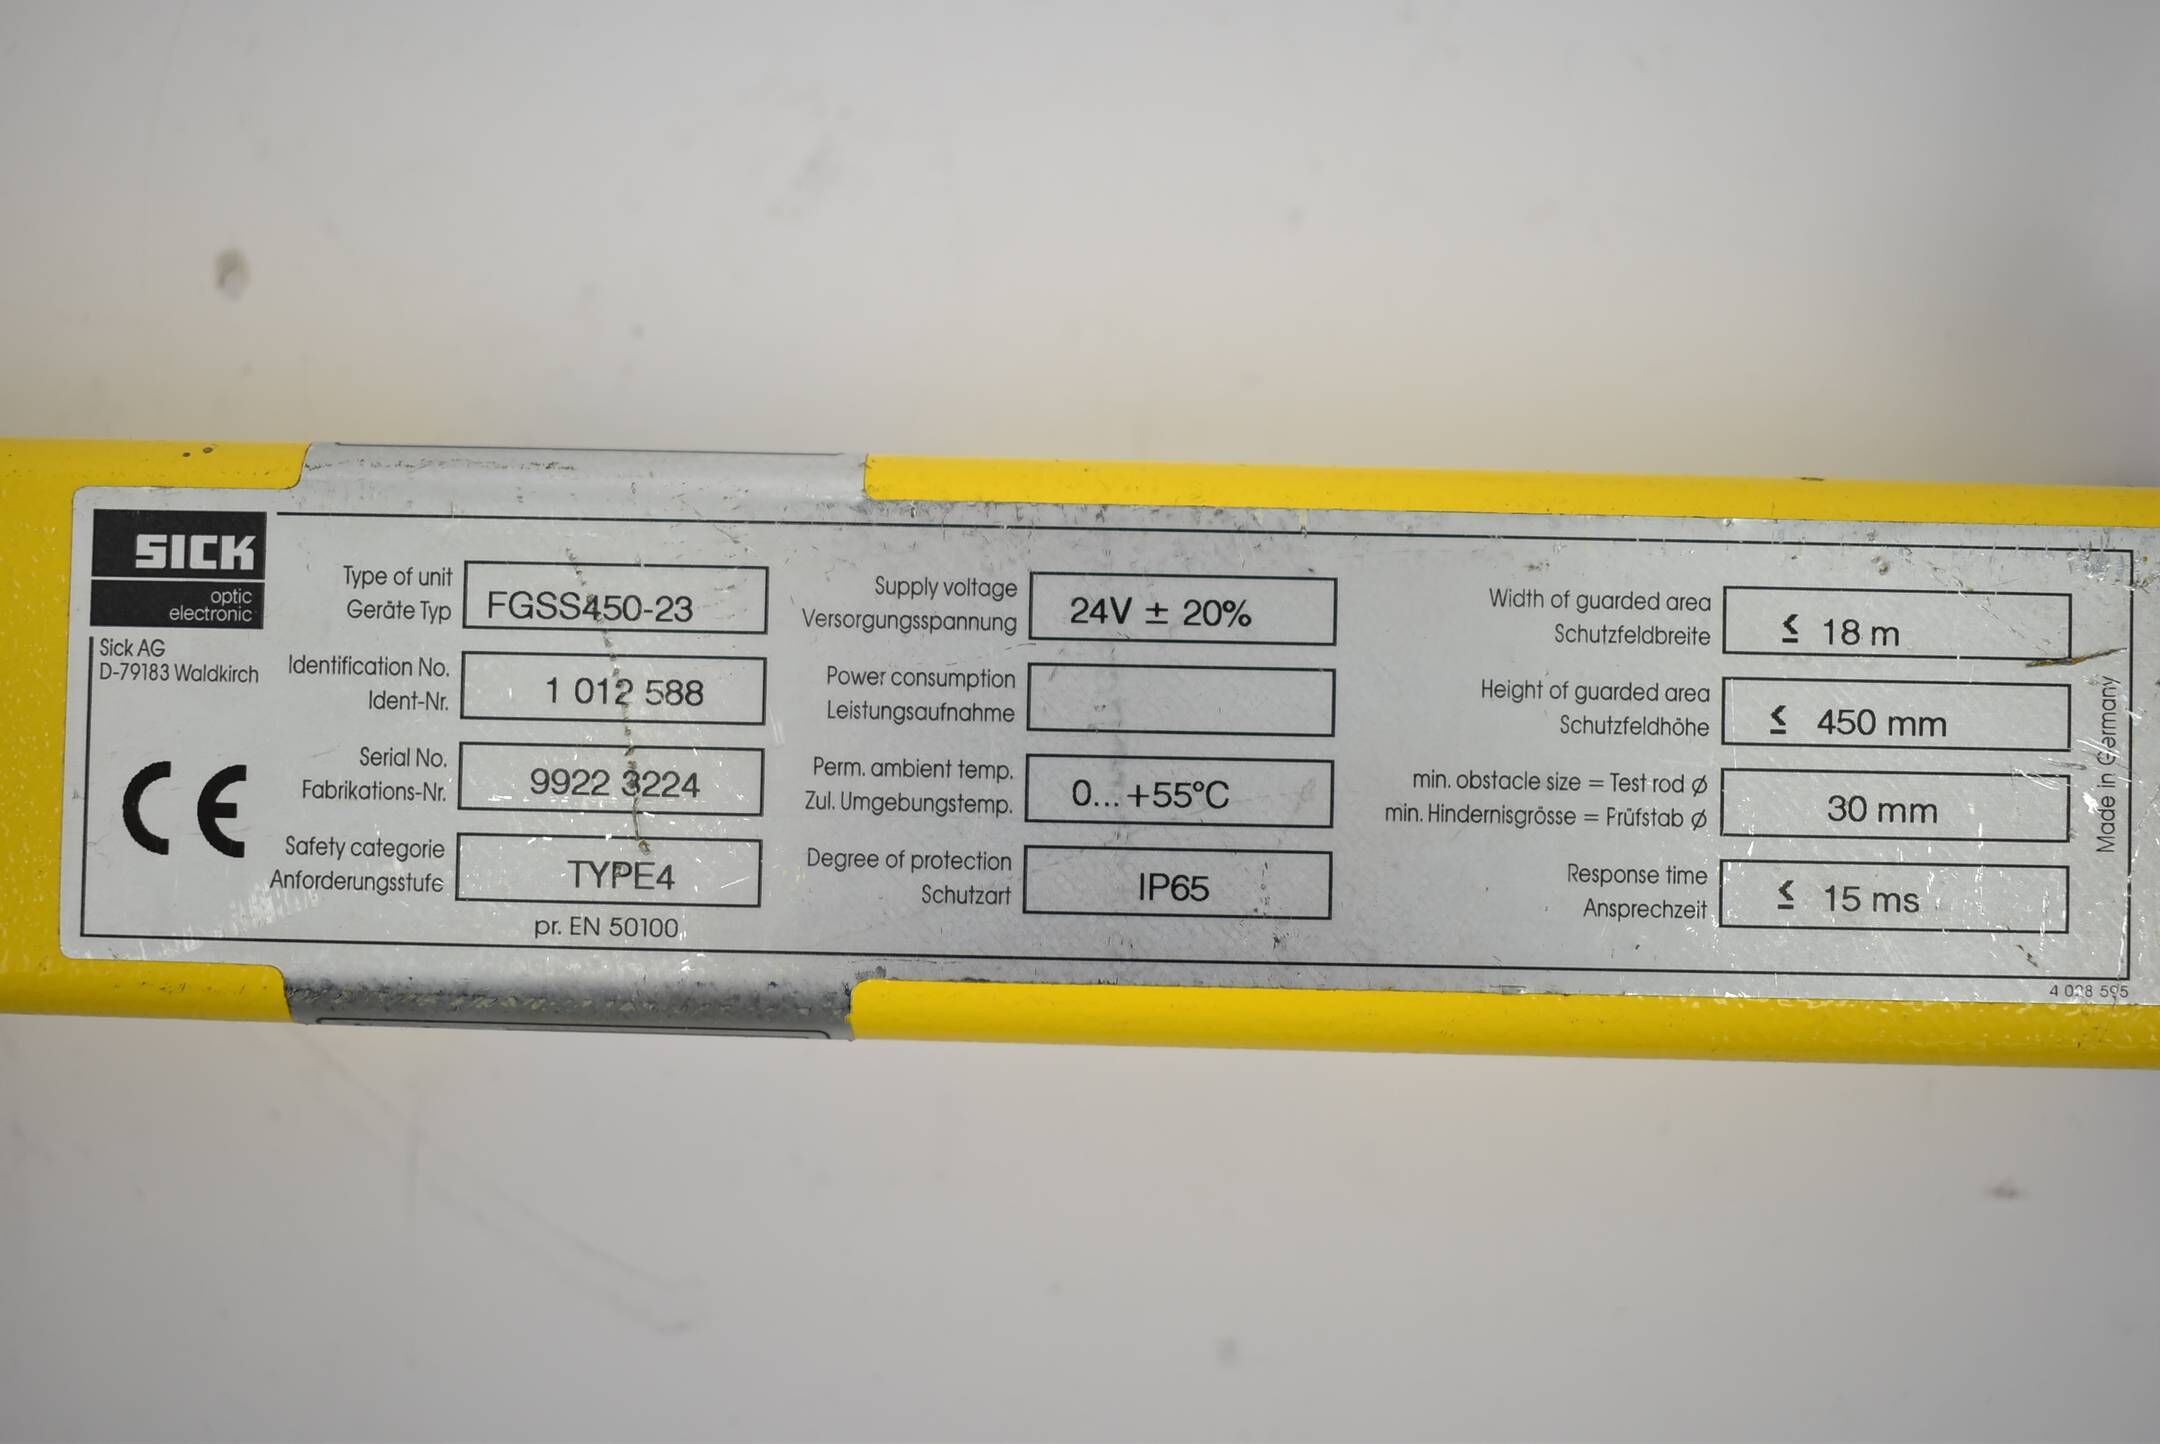 SICK
optic
electronic
Sick AG
D-79183 Waldkirch
CE
Type of unit
Geräte Typ
FGSS450-23
Identification No.
Ident-Nr.
1 012 588
Serial No.
Fabrikations-Nr.
9922 3224
Safety categorie
Anforderungsstufe
TYPE4
pr. EN 50100
Supply voltage
Versorgungsspannung
24V ± 20%
Power consumption
Leistungsaufnahme
Perm. ambient temp.
Zul. Umgebungstemp.
0... +55°C
Degree of protection
Schutzart
IP65
Width of guarded area
Schutzfeldbreite
≤ 18 m
Height of guarded area
Schutzfeldhöhe
≤ 450 mm
min. obstacle size = Test rod ø
min. Hindernisgrösse = Prüfstab ø
30 mm
Response time
Ansprechzeit
≤ 15 ms
Made in Germany
4 028 595